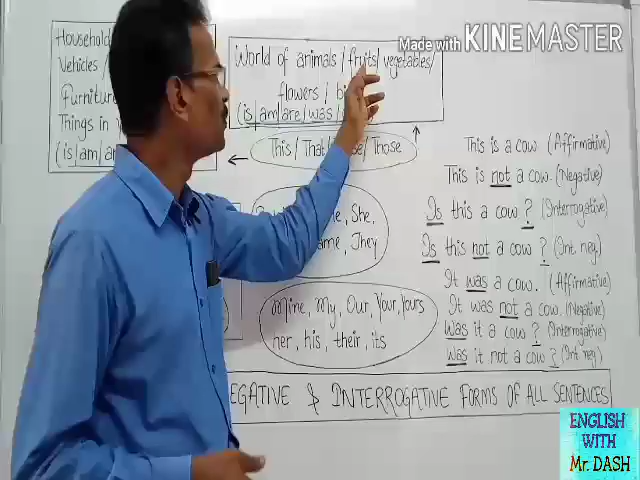 Household
Vehicles /
furniture
Things in
(is/am/a
World of animals / fruits / vegetables /
flowers / bi
(is/am/are/was/
This / That / / Those
Made with KINEMASTER
She,
They
Mine, My, Our, Your, Yours
her, his, their, its
This is a cow. (Affirmative)
This is not a cow. (Negative)
Is this a cow ? (Interrogative)
Is this not a cow ? (Int neg)
It was a cow. (Affirmative)
It was not a cow. (Negative)
Was it a cow ? (Interrogative)
Was it not a cow ? (Int neg)
EGATIVE & INTERROGATIVE FORMS OF ALL SENTENCES
ENGLISH
WITH
Mr. DASH